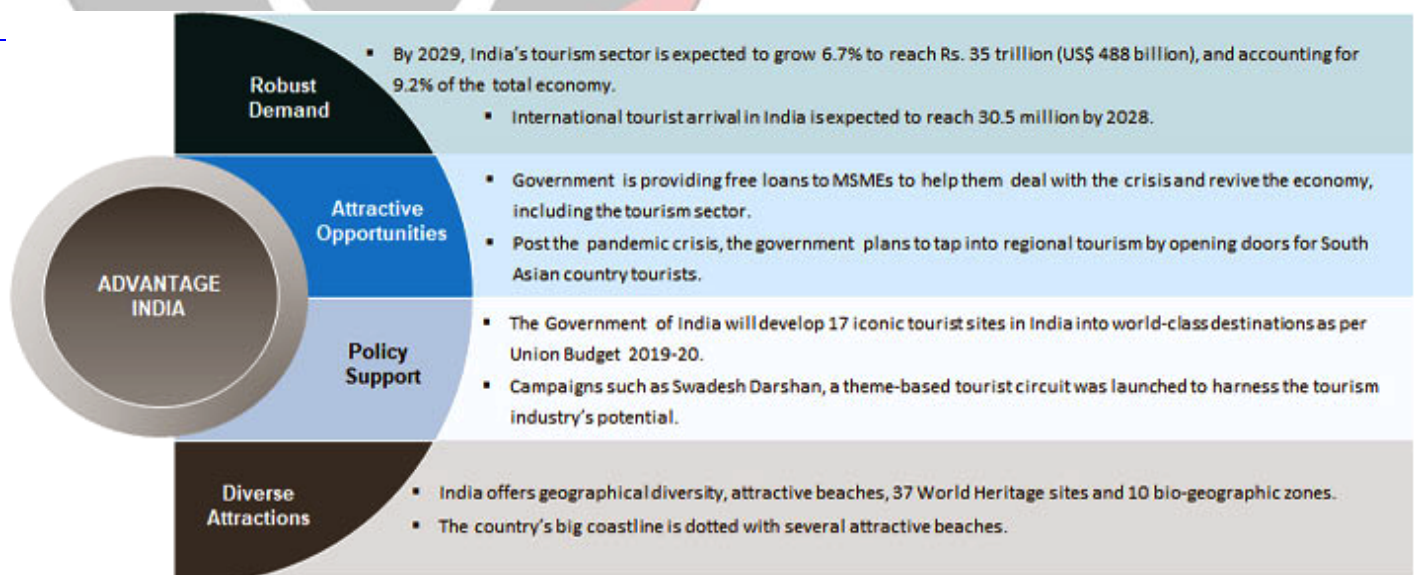 Robust
Demand
▪ By 2029, India's tourism sector is expected to grow 6.7% to reach Rs. 35 trillion (US$ 488 billion), and accounting for
9.2% of the total economy.
▪ International tourist arrival in India is expected to reach 30.5 million by 2028.
Attractive
Opportunities
▪ Government is providing free loans to MSMEs to help them deal with the crisis and revive the economy,
including the tourism sector.
▪ Post the pandemic crisis, the government plans to tap into regional tourism by opening doors for South
Asian country tourists.
ADVANTAGE
INDIA
Policy
Support
▪ The Government of India will develop 17 iconic tourist sites in India into world-class destinations as per
Union Budget 2019-20.
▪ Campaigns such as Swadesh Darshan, a theme-based tourist circuit was launched to harness the tourism
industry's potential.
Diverse
Attractions
▪ India offers geographical diversity, attractive beaches, 37 World Heritage sites and 10 bio-geographic zones.
▪ The country's big coastline is dotted with several attractive beaches.